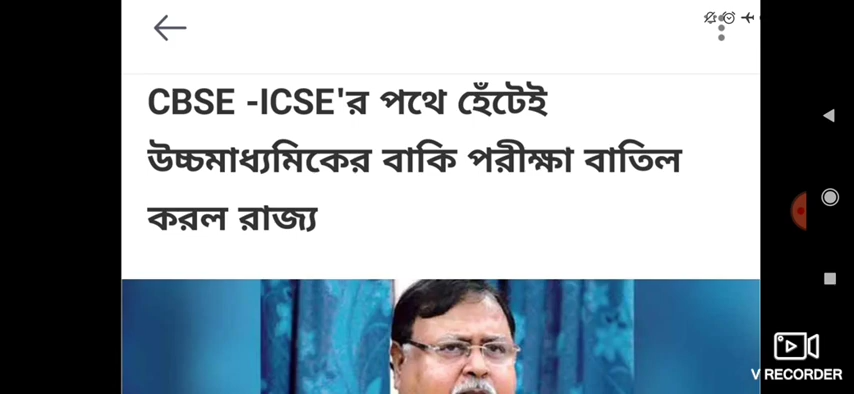 CBSE -ICSE'র পথে হেঁটেই
উচ্চমাধ্যমিকের বাকি পরীক্ষা বাতিল
করল রাজ্য
V RECORDER